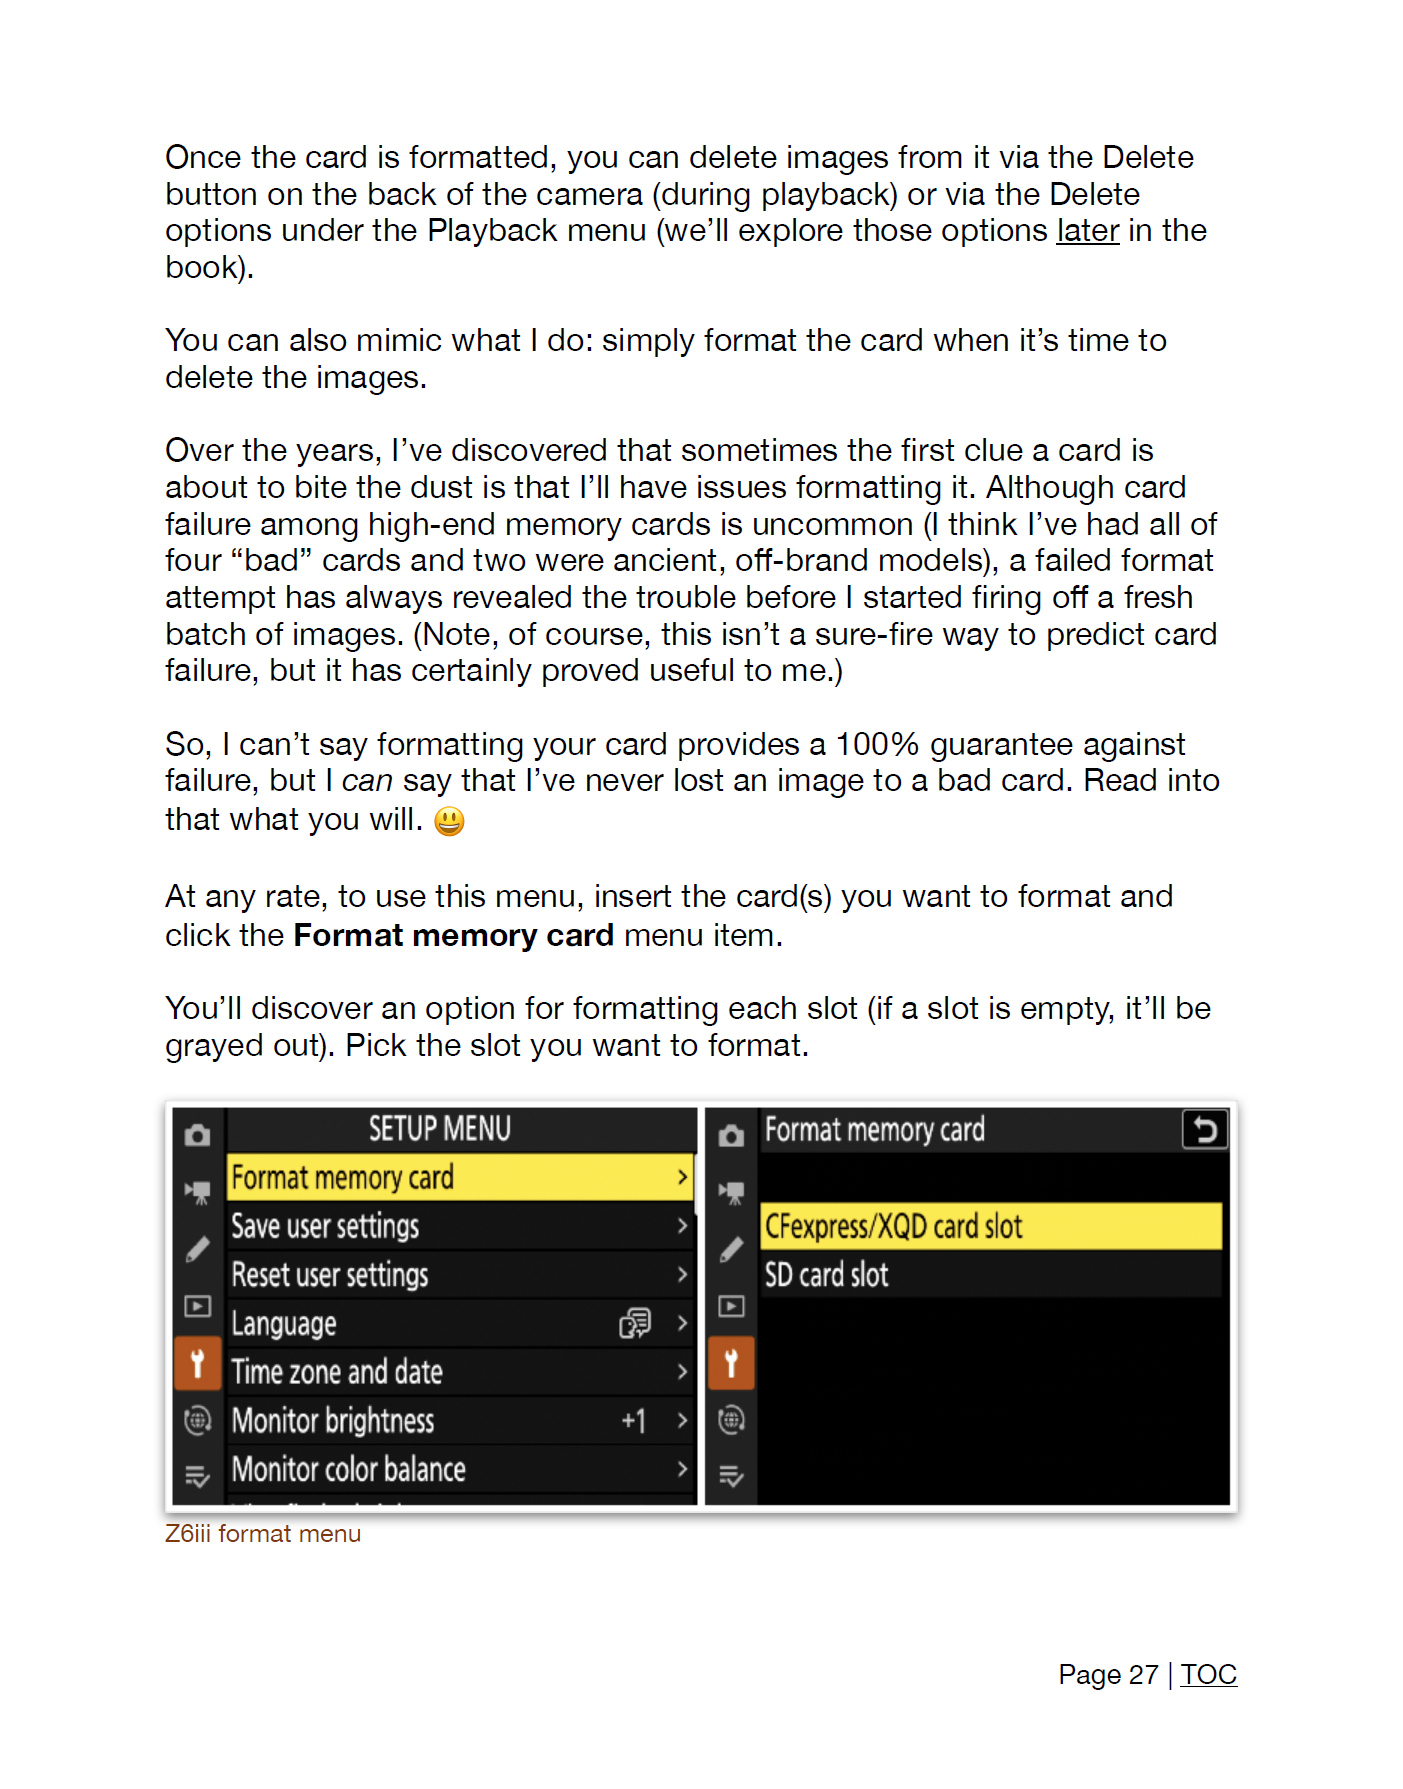 Once the card is formatted, you can delete images from it via the Delete
button on the back of the camera (during playback) or via the Delete
options under the Playback menu (we’ll explore those options later in the
book).
You can also mimic what I do: simply format the card when it’s time to
delete the images.
Over the years, I’ve discovered that sometimes the first clue a card is
about to bite the dust is that I’ll have issues formatting it. Although card
failure among high-end memory cards is uncommon (I think I’ve had all of
four “bad” cards and two were ancient, off-brand models), a failed format
attempt has always revealed the trouble before I started firing off a fresh
batch of images. (Note, of course, this isn’t a sure-fire way to predict card
failure, but it has certainly proved useful to me.)
So, I can’t say formatting your card provides a 100% guarantee against
failure, but I can say that I’ve never lost an image to a bad card. Read into
that what you will. 😃
At any rate, to use this menu, insert the card(s) you want to format and
click the Format memory card menu item.
You’ll discover an option for formatting each slot (if a slot is empty, it’ll be
grayed out). Pick the slot you want to format.
SETUP MENU
Format memory card
Save user settings
Reset user settings
Language
Time zone and date
Monitor brightness +1
Monitor color balance
Format memory card
CFexpress/XQD card slot
SD card slot
Z6iii format menu
Page 27 | TOC